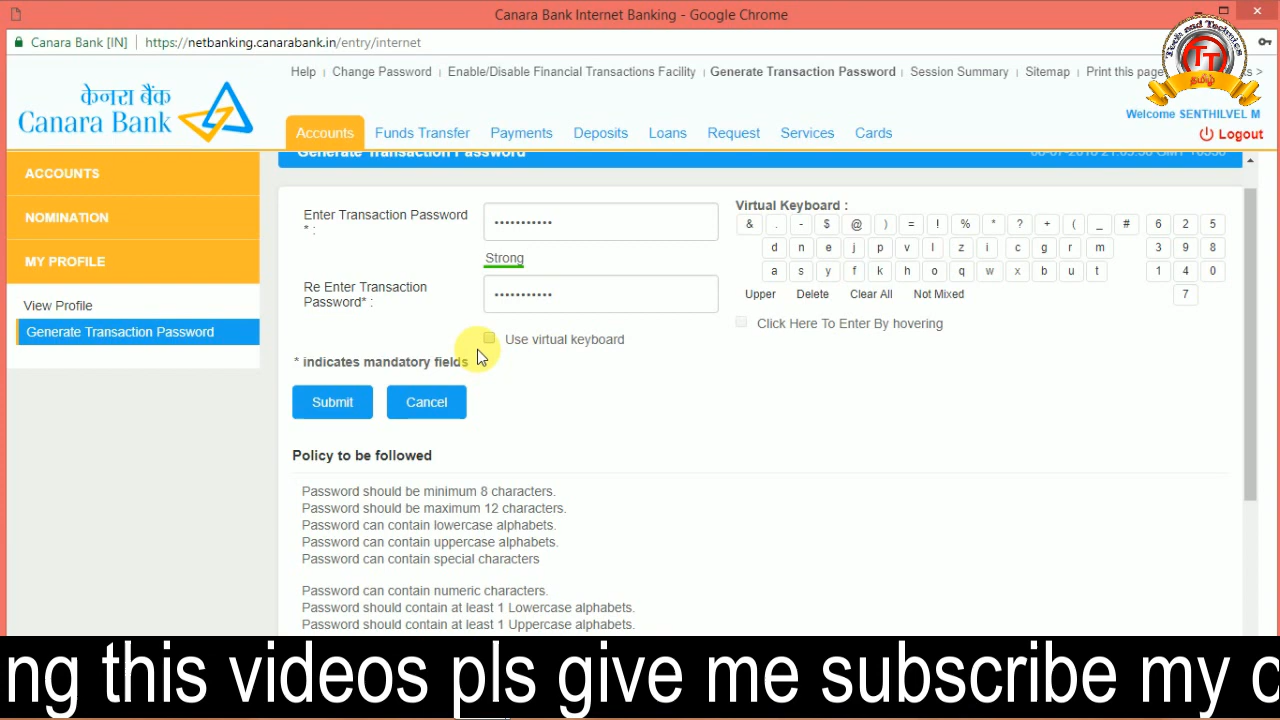 Canara Bank Internet Banking - Google Chrome
Canara Bank [IN] https://netbanking.canarabank.in/entry/internet
Tech and Technics
TT
தமிழ்
Help Change Password Enable/Disable Financial Transactions Facility Generate Transaction Password Session Summary Sitemap Print this page >
केनरा बैंक
Canara Bank
Welcome SENTHILVEL M
Logout
Accounts Funds Transfer Payments Deposits Loans Request Services Cards
Generate Transaction Password
ACCOUNTS
NOMINATION
MY PROFILE
View Profile
Generate Transaction Password
Enter Transaction Password
* :
•••••••••••
Strong
Re Enter Transaction
Password* :
•••••••••••
Use virtual keyboard
* indicates mandatory fields
Submit Cancel
Virtual Keyboard :
& . - $ @ ) = ! % * ? + ( _ # 6 2 5
d n e j p v l z i c g r m 3 9 8
a s y f k h o q w x b u t 1 4 0
Upper Delete Clear All Not Mixed 7
Click Here To Enter By hovering
Policy to be followed
Password should be minimum 8 characters.
Password should be maximum 12 characters.
Password can contain lowercase alphabets.
Password can contain uppercase alphabets.
Password can contain special characters
Password can contain numeric characters.
Password should contain at least 1 Lowercase alphabets.
Password should contain at least 1 Uppercase alphabets.
ng this videos pls give me subscribe my c